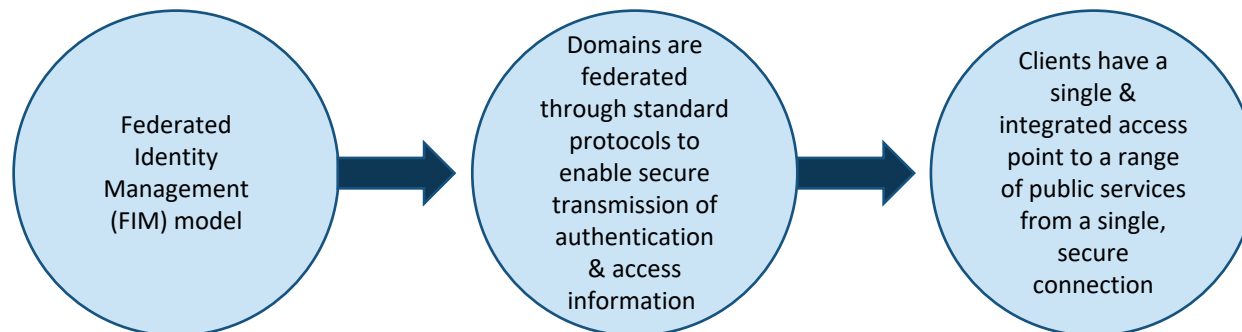 Federated
Identity
Management
(FIM) model
Domains are
federated
through standard
protocols to
enable secure
transmission of
authentication
& access
information
Clients have a
single &
integrated access
point to a range
of public services
from a single,
secure
connection